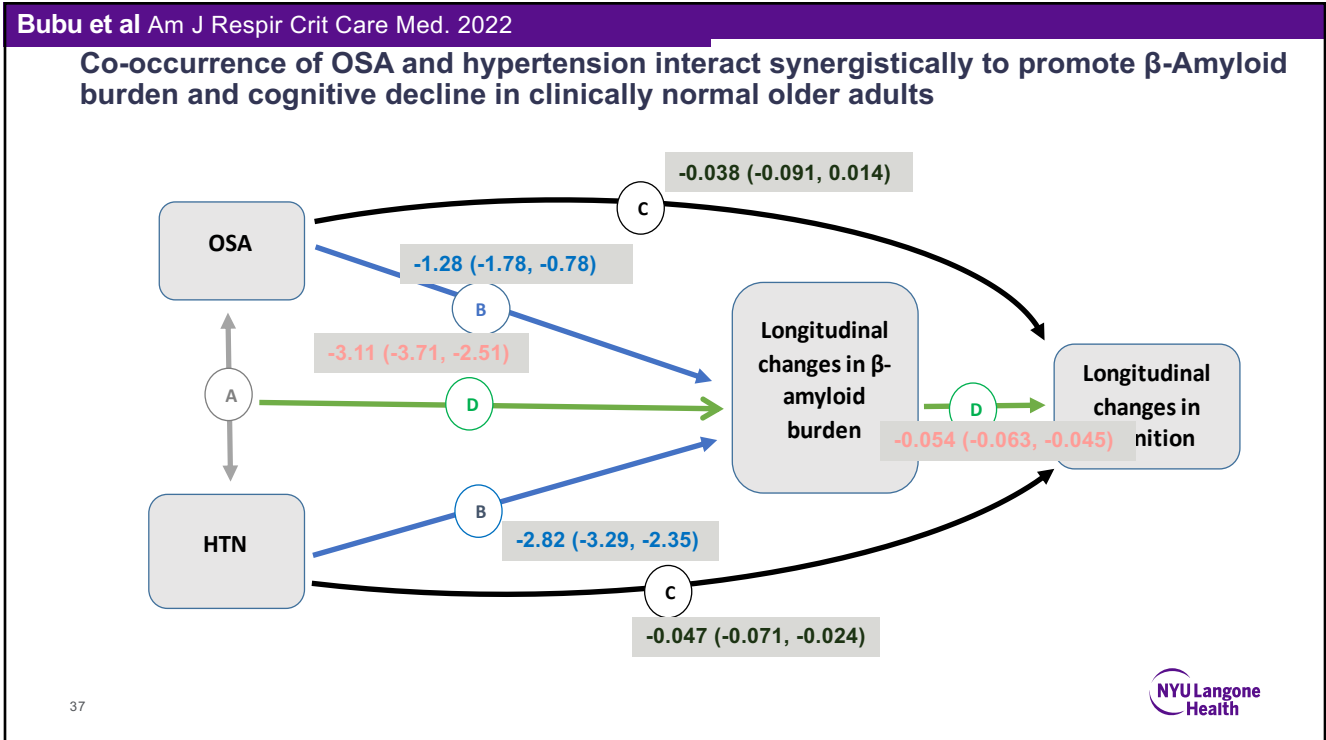 Bubu et al Am J Respir Crit Care Med. 2022
Co-occurrence of OSA and hypertension interact synergistically to promote β-Amyloid
burden and cognitive decline in clinically normal older adults
-0.038 (-0.091, 0.014)
C
OSA
-1.28 (-1.78, -0.78)
B
Longitudinal
changes in β-
amyloid
burden
-3.11 (-3.71, -2.51)
A
D
D
Longitudinal
changes in
nition
-0.054 (-0.063, -0.045)
HTN
B
-2.82 (-3.29, -2.35)
C
-0.047 (-0.071, -0.024)
37
NYU Langone
Health